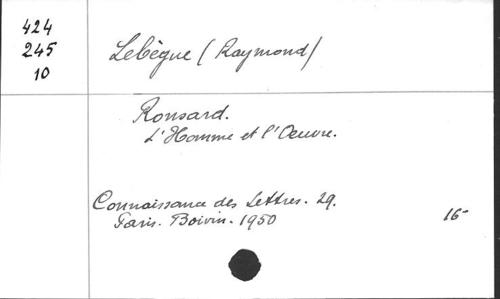 424
245
10
Lebègue (Raymond)
Ronsard.
L'Homme et l'Oeuvre.
Connaissance des Lettres. 29.
Paris. Boivin. 1950
16-